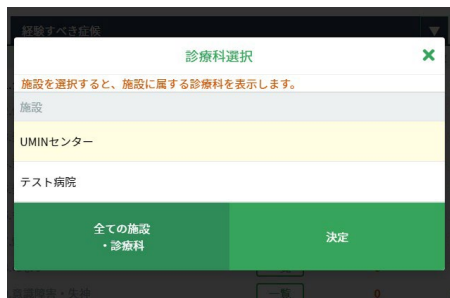 経験すべき症候
▼
診療科選択
×
施設を選択すると、施設に属する診療科を表示します。
施設
UMINセンター
テスト病院
全ての施設
・診療科
決定
一覧
0